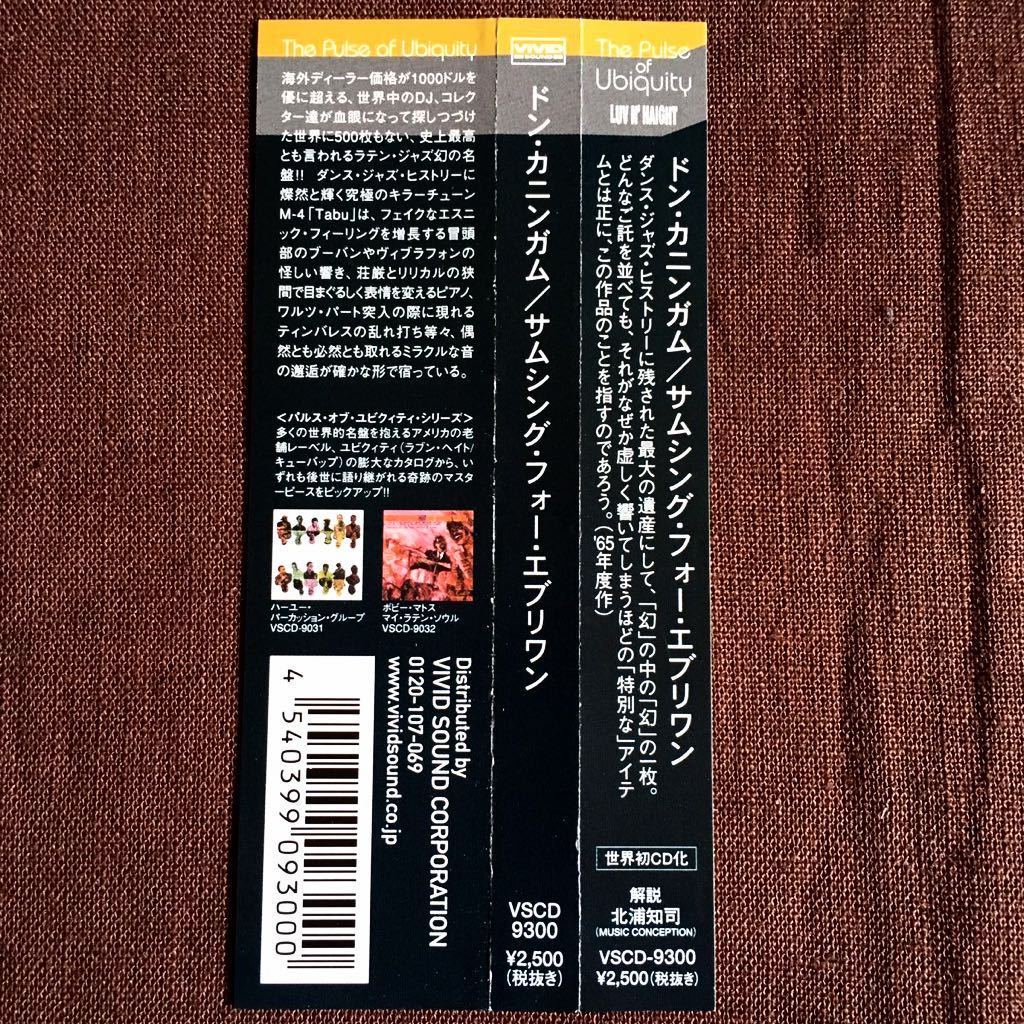 The Pulse of Ubiquity
海外ディーラー価格が1000ドルを
優に超える、世界中のDJ、コレク
ター達が血眼になって探しつづけ
た世界に500枚もない、史上最高
とも言われるラテン・ジャズ幻の名
盤!! ダンス・ジャズ・ヒストリーに
燦然と輝く究極のキラーチューン
M-4「Tabu」は、フェイクなエスニ
ック・フィーリングを増長する冒頭
部のブーバンやヴィブラフォンの
怪しい響き、荘厳とリリカルの狭
間で目まぐるしく表情を変えるピアノ、
ワルツ・パート突入の際に現れる
ティンバレスの乱れ打ち等々、偶
然とも必然とも取れるミラクルな音
の邂逅が確かな形で宿っている。
＜パルス・オブ・ユビクィティ・シリーズ＞
多くの世界的名盤を抱えるアメリカの老
舗レーベル、ユビクィティ(ラブン・ヘイト/
キューバップ)の膨大なカタログから、い
ずれも後世に語り継がれる奇跡のマスタ
ーピースをピックアップ!!
ハーユー・
パーカッション・グループ
VSCD-9031
ボビー・マトス
マイ・ラテン・ソウル
VSCD-9032
4 540399 093000
Distributed by
VIVID SOUND CORPORATION
0120-107-069
www.vividsound.co.jp
VIVID
SOUND
ドン・カニンガム／サムシング・フォー・エブリワン
VSCD
9300
¥2,500
(税抜き)
The Pulse
of
Ubiquity
LUV N' HAIGHT
ドン・カニンガム／サムシング・フォー・エブリワン
ダンス・ジャズ・ヒストリーに残された最大の遺産にして、「幻」の中の「幻」の一枚。
どんなご託を並べても、それがなぜか虚しく響いてしまうほどの「特別な」アイテ
ムとは正に、この作品のことを指すのであろう。('65年度作)
世界初CD化
解説
北浦知司
(MUSIC CONCEPTION)
VSCD-9300
¥2,500(税抜き)